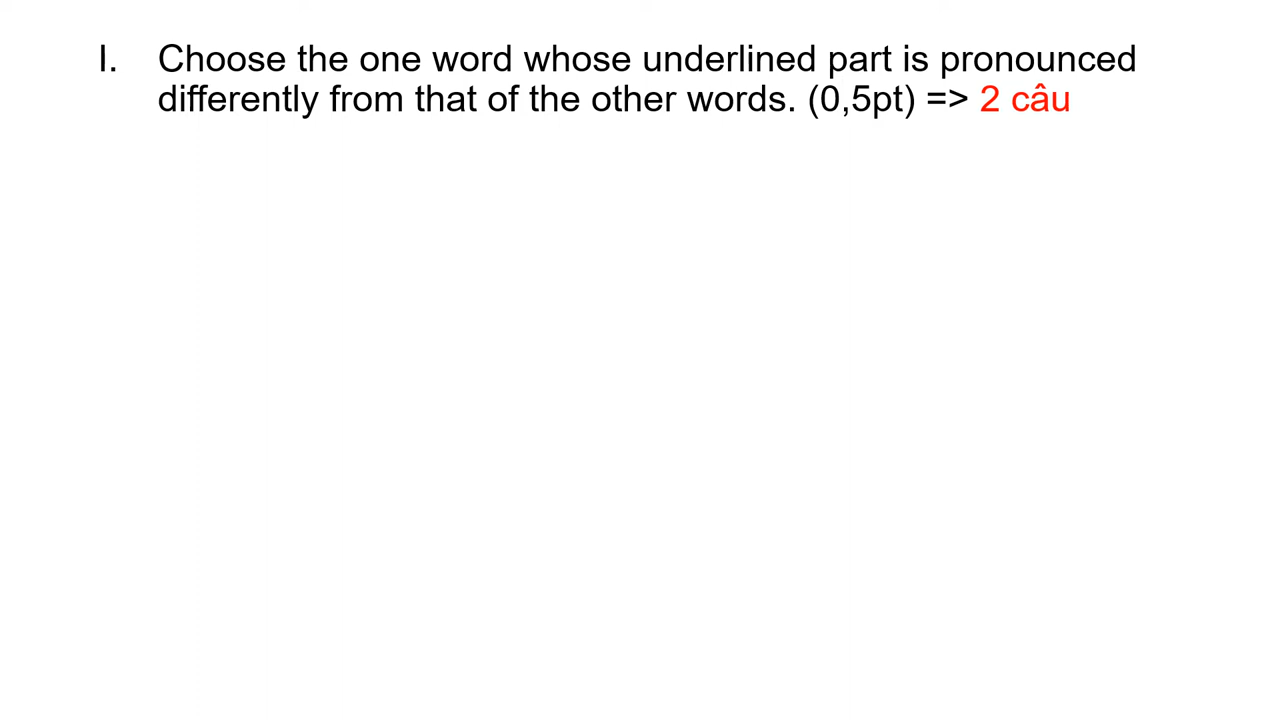 I. Choose the one word whose underlined part is pronounced
differently from that of the other words. (0,5pt) => 2 câu